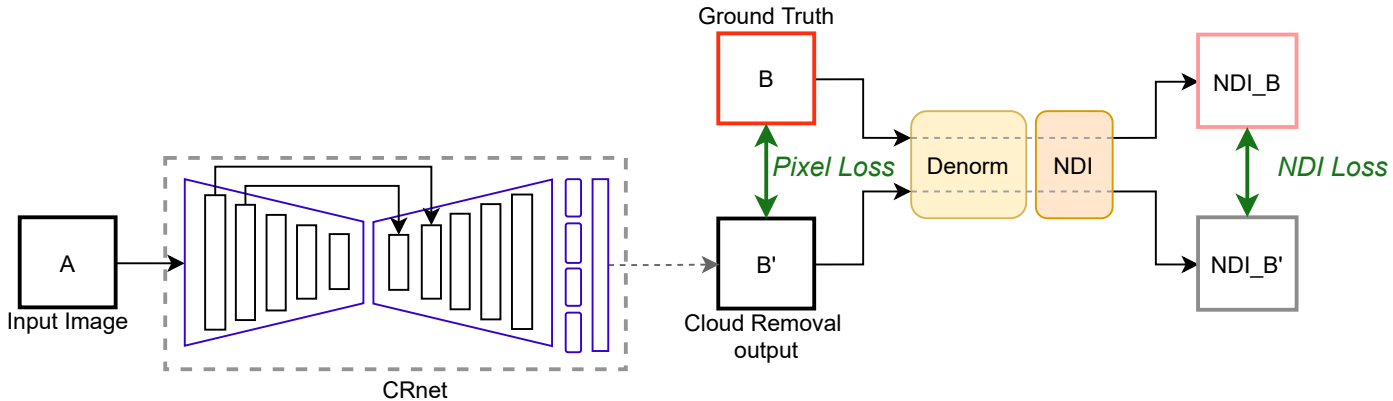 Ground Truth
B
NDI_B
Pixel Loss
Denorm
NDI
NDI Loss
A
B'
NDI_B'
Input Image
Cloud Removal
output
CRnet